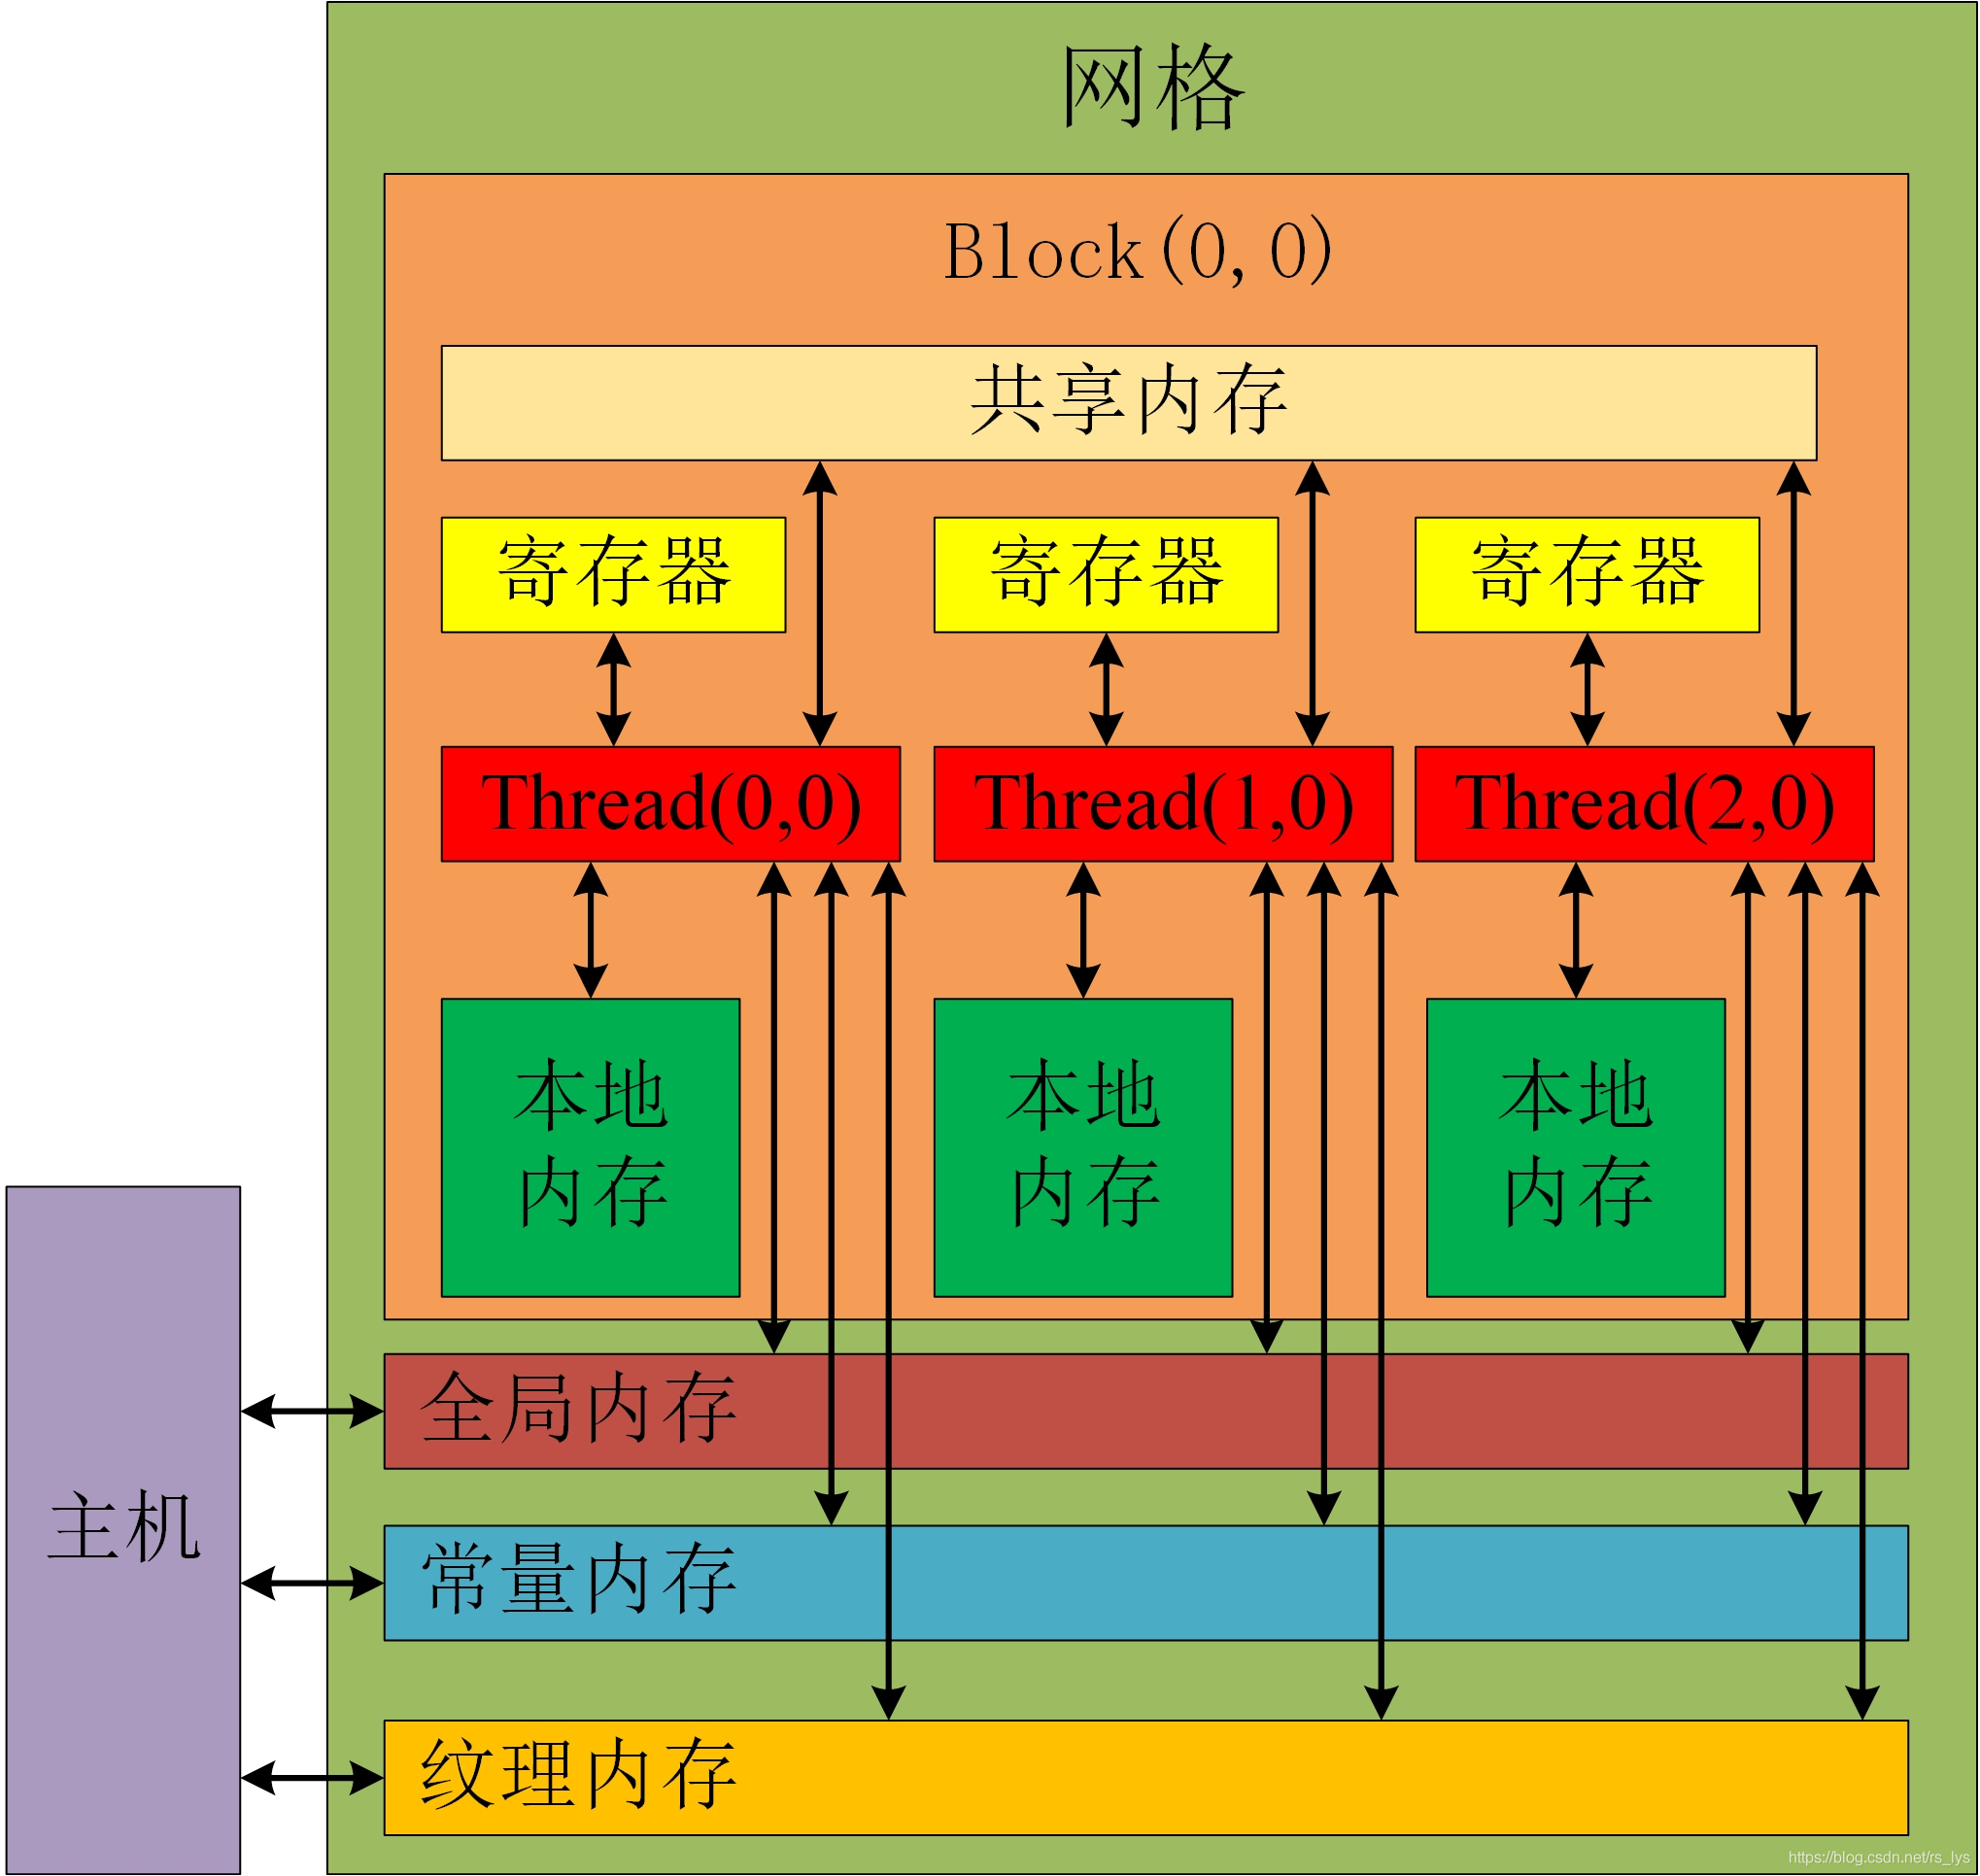 网格
Block(0,0)
共享内存
寄存器
寄存器
寄存器
Thread(0,0)
Thread(1,0)
Thread(2,0)
本地
内存
本地
内存
本地
内存
主机
全局内存
常量内存
纹理内存
https://blog.csdn.net/rs_lys